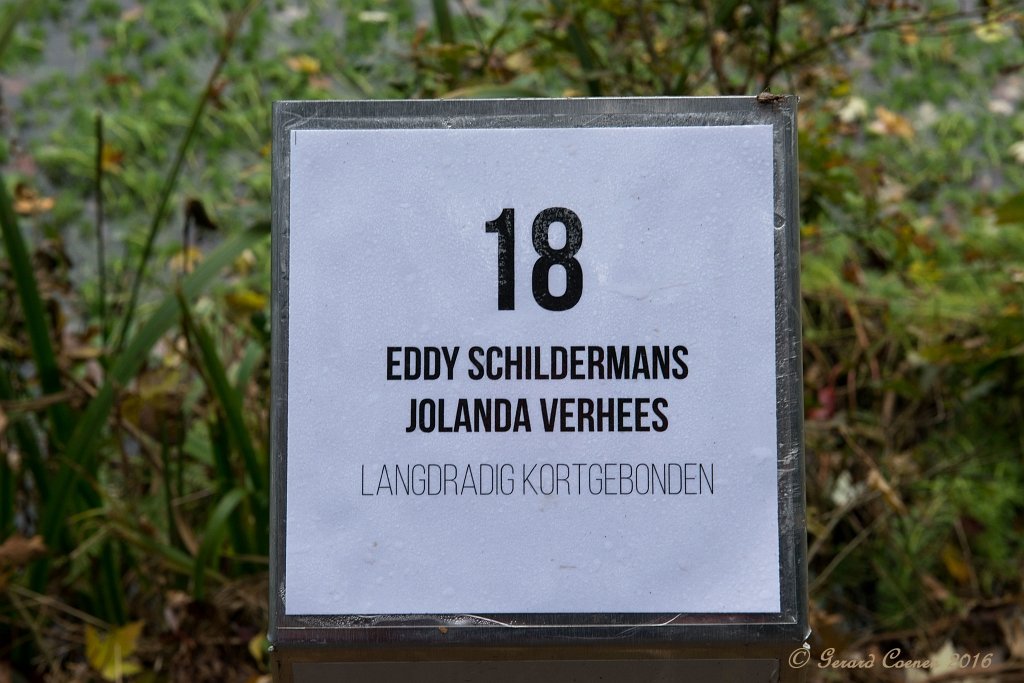 18
EDDY SCHILDERMANS
JOLANDA VERHEES
LANGDRADIG KORTGEBONDEN
© Gerard Coenen 2016